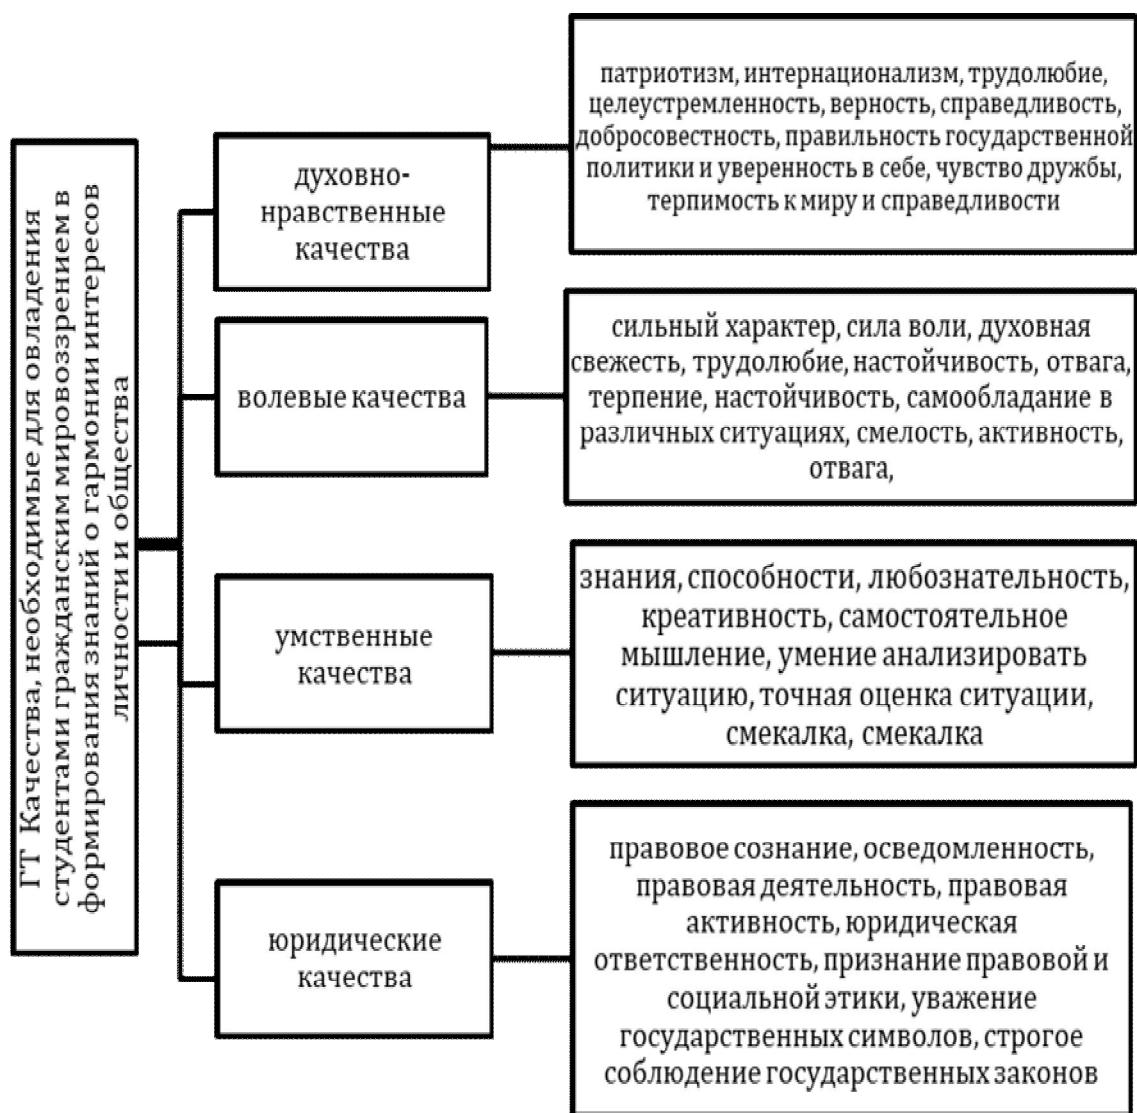 ГТ Качества, необходимые для овладения
студентами гражданским мировоззрением в
формирования знаний о гармонии интересов
личности и общества
духовно-
нравственные
качества
патриотизм, интернационализм, трудолюбие,
целеустремленность, верность, справедливость,
добросовестность, правильность государственной
политики и уверенность в себе, чувство дружбы,
терпимость к миру и справедливости
волевые качества
сильный характер, сила воли, духовная
свежесть, трудолюбие, настойчивость, отвага,
терпение, настойчивость, самообладание в
различных ситуациях, смелость, активность,
отвага,
умственные
качества
знания, способности, любознательность,
креативность, самостоятельное
мышление, умение анализировать
ситуацию, точная оценка ситуации,
смекалка, смекалка
юридические
качества
правовое сознание, осведомленность,
правовая деятельность, правовая
активность, юридическая
ответственность, признание правовой и
социальной этики, уважение
государственных символов, строгое
соблюдение государственных законов